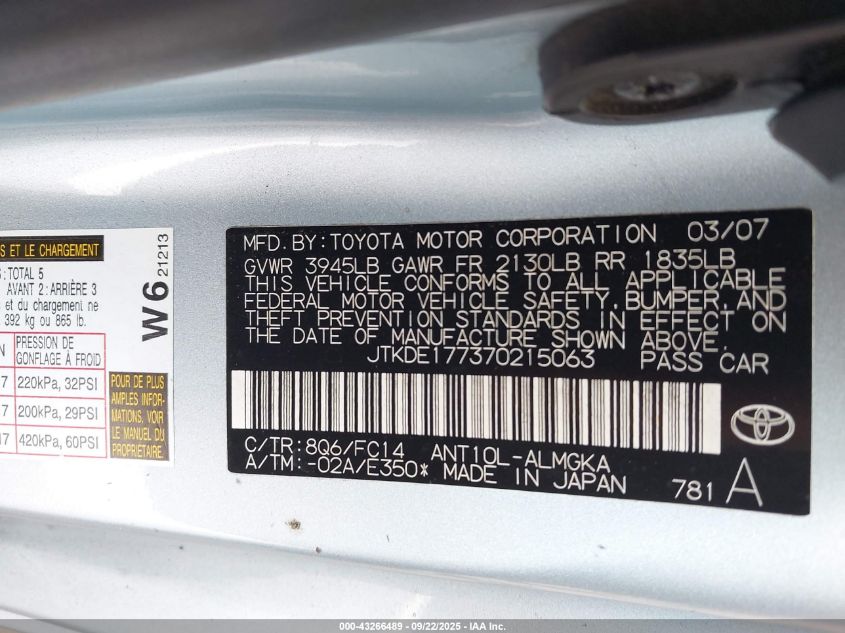 S ET LE CHARGEMENT
S: TOTAL 5
AVANT 2: ARRIÈRE 3
s et du chargement ne
392 kg ou 865 lb.
N PRESSION DE GONFLAGE À FROID
7 220kPa, 32PSI
7 200kPa, 29PSI
17 420kPa, 60PSI
POUR DE PLUS
AMPLES INFOR-
MATIONS, VOIR
LE MANUEL DU
PROPRIÉTAIRE.
W6 21213
MFD. BY: TOYOTA MOTOR CORPORATION 03/07
GVWR 3945LB GAWR FR 2130LB RR 1835LB
THIS VEHICLE CONFORMS TO ALL APPLICABLE
FEDERAL MOTOR VEHICLE SAFETY, BUMPER, AND
THEFT PREVENTION STANDARDS IN EFFECT ON
THE DATE OF MANUFACTURE SHOWN ABOVE.
JTKDE177370215063 PASS CAR
C/TR: 8Q6/FC14 ANT10L-ALMGKA
A/TM: -02A/E350* MADE IN JAPAN
781 A
000-43266489 - 09/22/2025 - IAA Inc.